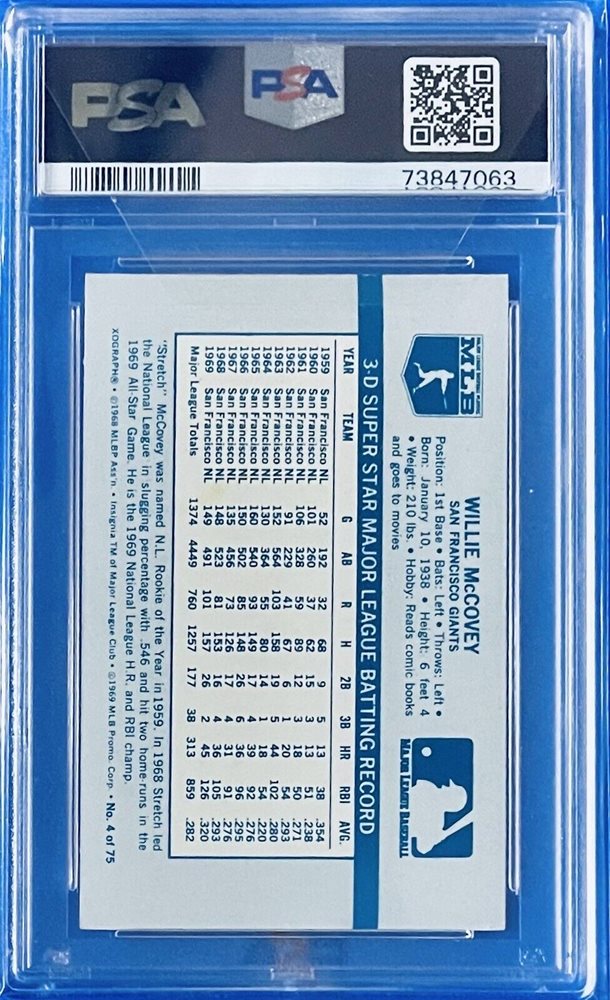 PSA
PSA
73847063
MAJOR LEAGUE BASEBALL PLAYERS
MLB
WILLIE McCOVEY
SAN FRANCISCO GIANTS
Position: 1st Base • Bats: Left • Throws: Left •
Born: January 10, 1938 • Height: 6 feet 4
• Weight: 210 lbs. • Hobby: Reads comic books
and goes to movies
MAJOR LEAGUE BASEBALL
3-D SUPER STAR MAJOR LEAGUE BATTING RECORD
YEAR TEAM G AB R H 2B 3B HR RBI AVG.
1959 San Francisco NL 52 192 32 68 9 5 13 38 .354
1960 San Francisco NL 101 260 37 62 15 3 13 51 .238
1961 San Francisco NL 106 328 59 89 12 3 18 50 .271
1962 San Francisco NL 91 229 41 67 6 1 20 54 .293
1963 San Francisco NL 152 564 103 158 19 5 44 102 .280
1964 San Francisco NL 130 364 55 80 14 1 18 54 .220
1965 San Francisco NL 160 540 93 149 17 4 39 92 .276
1966 San Francisco NL 150 502 85 148 26 6 36 96 .295
1967 San Francisco NL 135 456 73 126 17 4 31 91 .276
1968 San Francisco NL 148 523 81 153 16 4 36 105 .293
1969 San Francisco NL 149 491 101 157 26 2 45 126 .320
Major League Totals 1374 4449 760 1257 177 38 313 859 .282
"Stretch" McCovey was named N.L. Rookie of the Year in 1959. In 1968 Stretch led
the National League in slugging percentage with .546 and hit two home-runs in the
1969 All-Star Game. He is the 1969 National League H.R. and RBI champ.
XOGRAPH® • ©1968 MLBP Ass'n • Insignia TM of Major League Club • ©1969 MLB Promo. Corp. • No. 4 of 75